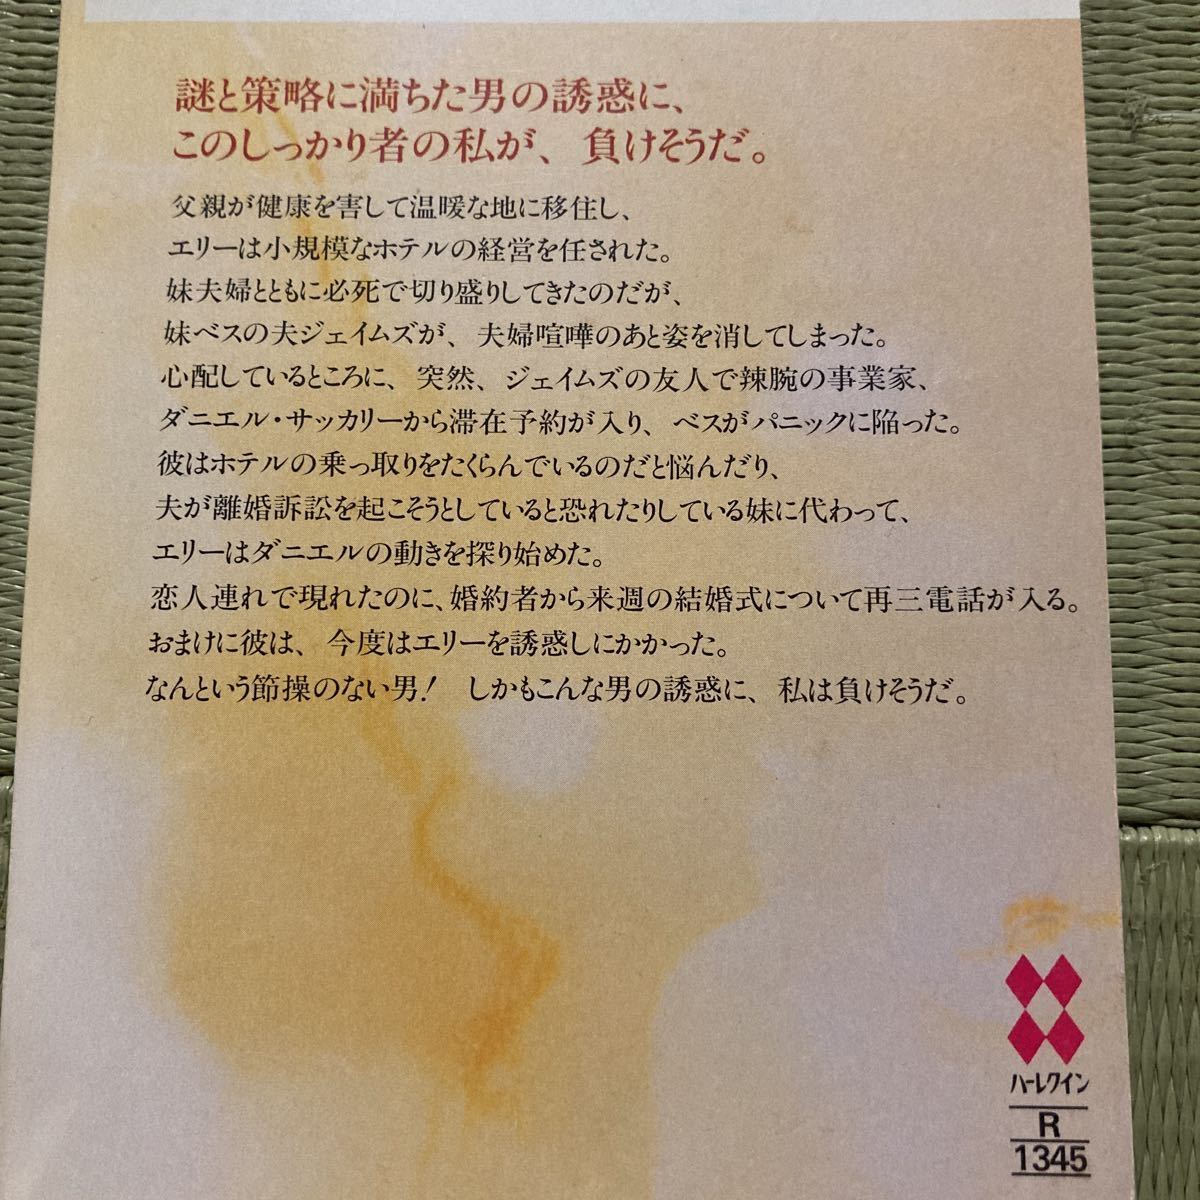 謎と策略に満ちた男の誘惑に、
このしっかり者の私が、負けそうだ。
父親が健康を害して温暖な地に移住し、
エリーは小規模なホテルの経営を任された。
妹夫婦とともに必死で切り盛りしてきたのだが、
妹ベスの夫ジェイムズが、夫婦喧嘩のあと姿を消してしまった。
心配しているところに、突然、ジェイムズの友人で辣腕の事業家、
ダニエル・サッカリーから滞在予約が入り、ベスがパニックに陥った。
彼はホテルの乗っ取りをたくらんでいるのだと悩んだり、
夫が離婚訴訟を起こそうとしていると恐れたりしている妹に代わって、
エリーはダニエルの動きを探り始めた。
恋人連れで現れたのに、婚約者から来週の結婚式について再三電話が入る。
おまけに彼は、今度はエリーを誘惑しにかかった。
なんという節操のない男! しかもこんな男の誘惑に、私は負けそうだ。
ハーレクイン
R
1345